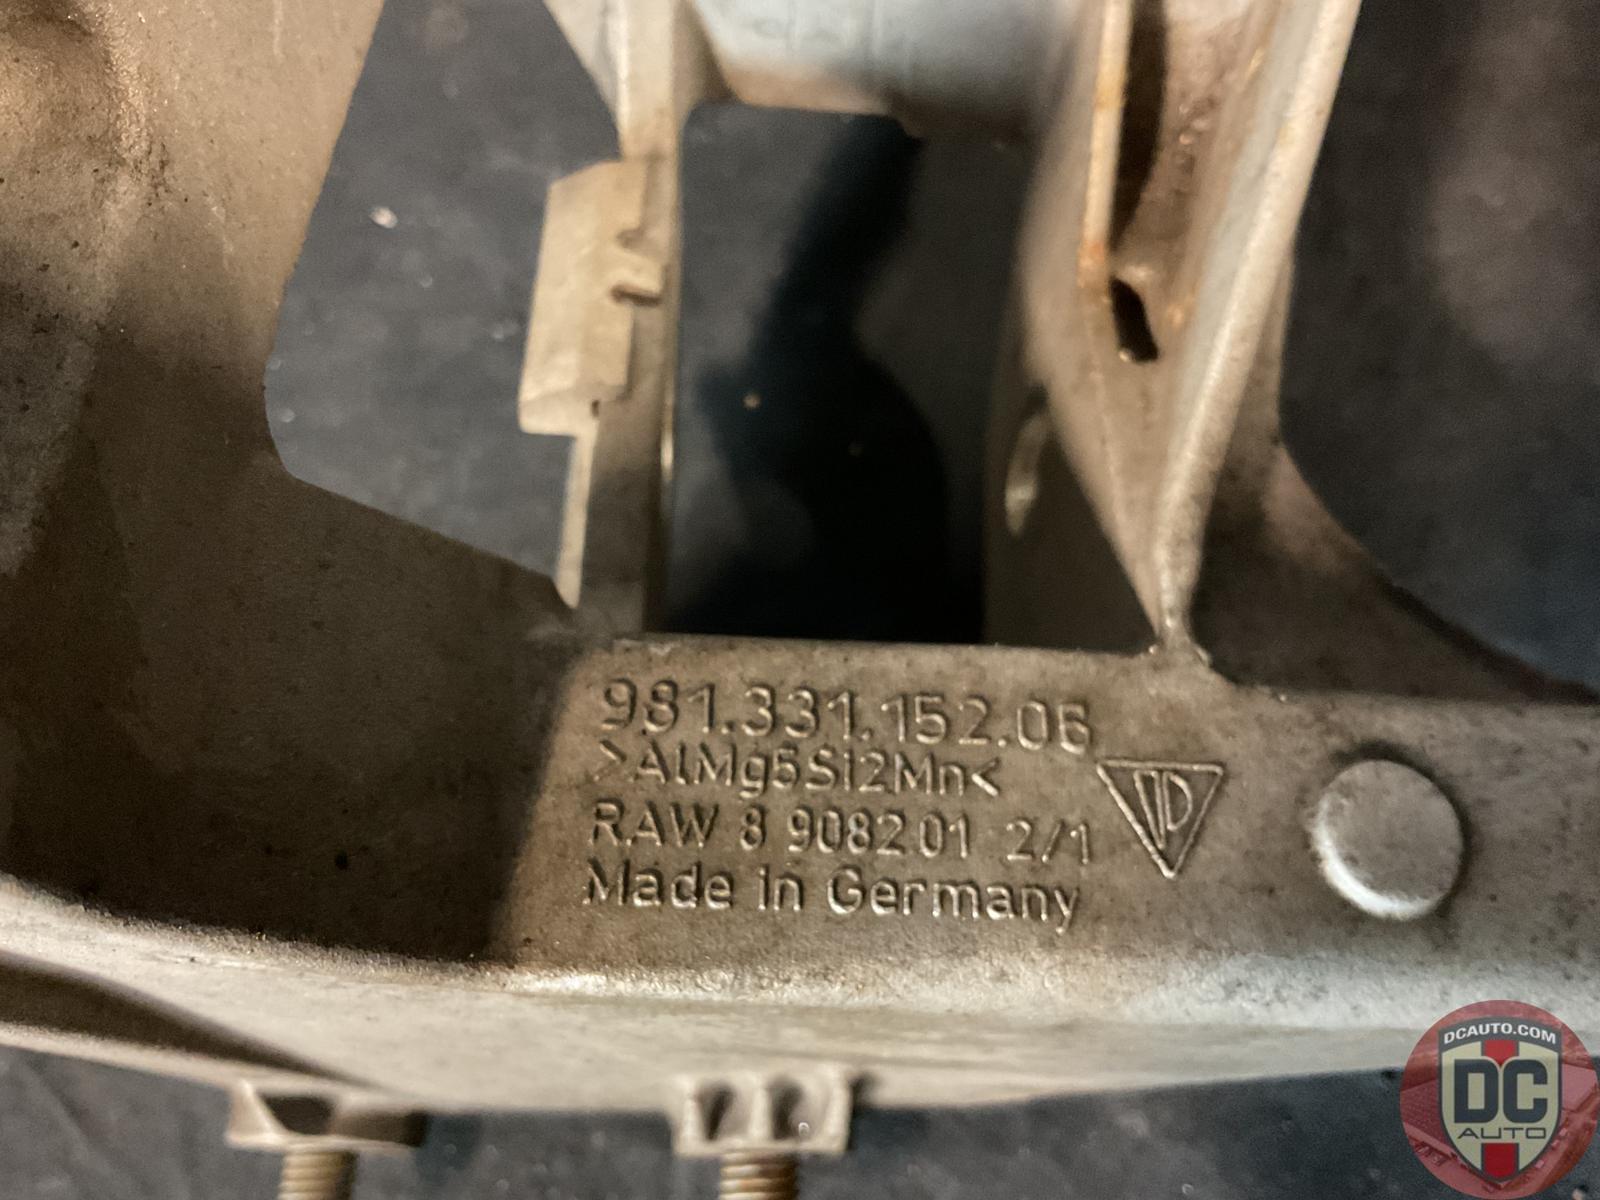 981.331.152.06
>AlMg5Si2Mn<
RAW 8 9082 01 2/1
Made in Germany
DCAUTO.COM
DC
AUTO